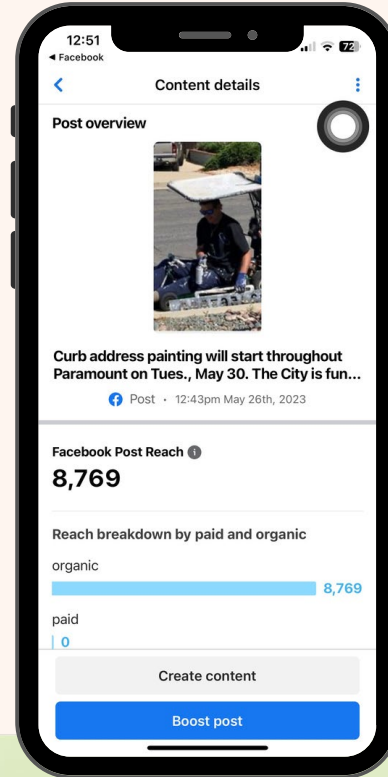 12:51
72
◄ Facebook
Content details
Post overview
Curb address painting will start throughout
Paramount on Tues., May 30. The City is fun...
Post · 12:43pm May 26th, 2023
Facebook Post Reach
8,769
Reach breakdown by paid and organic
organic
8,769
paid
0
Create content
Boost post